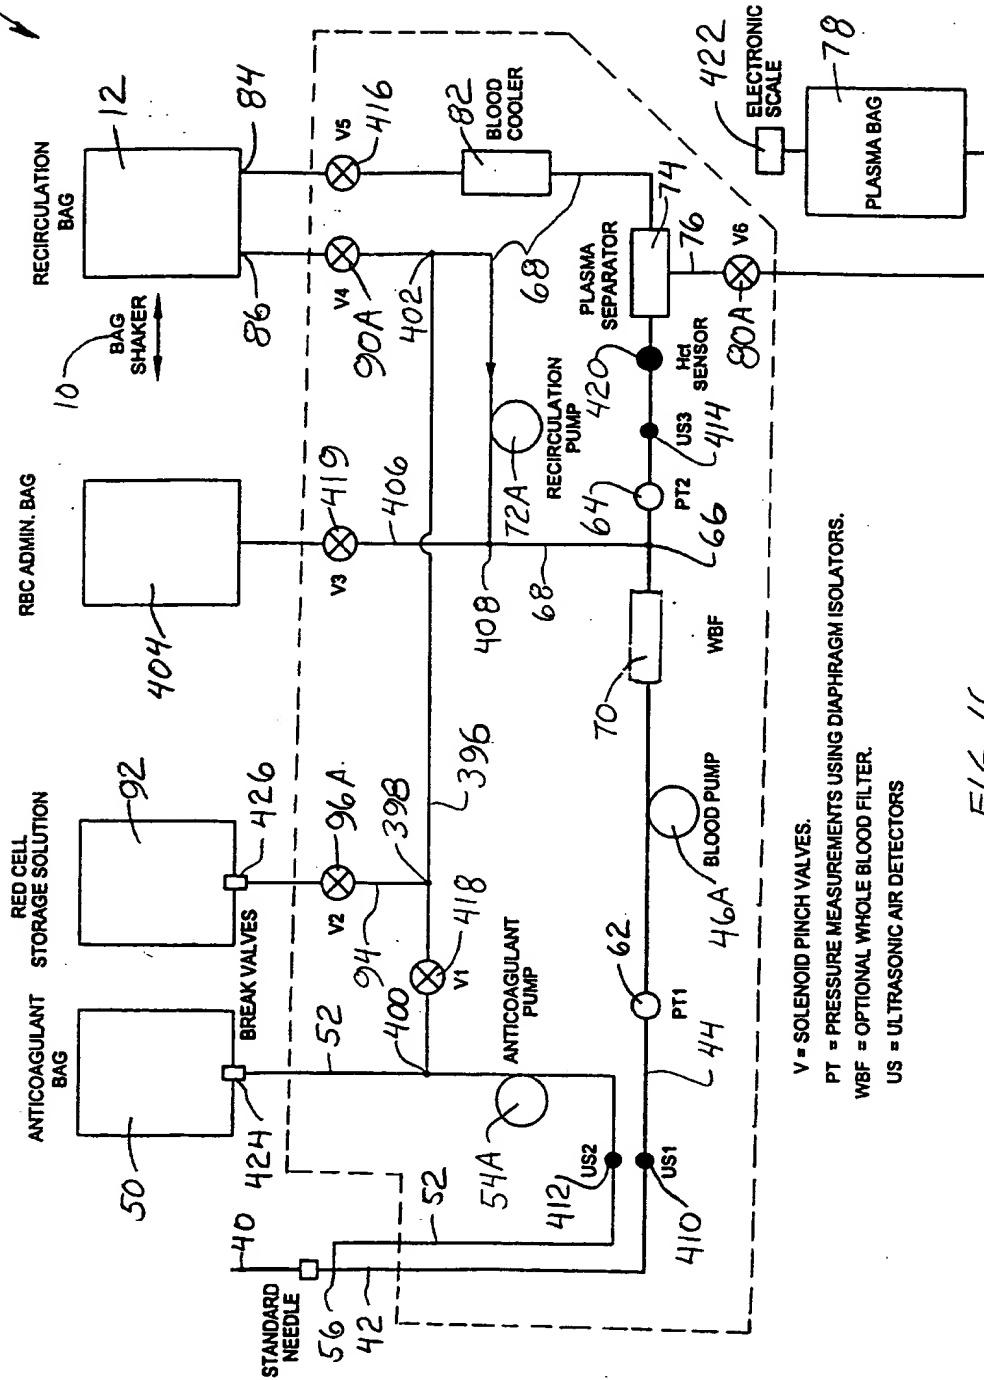 RECIRCULATION
BAG
12
84
86
10
BAG
SHAKER
V5
416
V4
90A
402
82
BLOOD
COOLER
68
RBC ADMIN. BAG
404
V3
419
406
408
68
72A
RECIRCULATION
PUMP
RED CELL
STORAGE SOLUTION
92
426
V2
96A.
94
398
396
418
V1
ANTICOAGULANT
BAG
50
BREAK VALVES
424
52
400
ANTICOAGULANT
PUMP
54A
40
STANDARD
NEEDLE
56
42
52
412
US2
US1
410
44
62
PT1
46A
BLOOD PUMP
70
WBF
66
64
PT2
US3
414
420
Hct
SENSOR
PLASMA
SEPARATOR
74
76
V6
80A
422
ELECTRONIC
SCALE
78
PLASMA BAG
V = SOLENOID PINCH VALVES.
PT = PRESSURE MEASUREMENTS USING DIAPHRAGM ISOLATORS.
WBF = OPTIONAL WHOLE BLOOD FILTER.
US = ULTRASONIC AIR DETECTORS